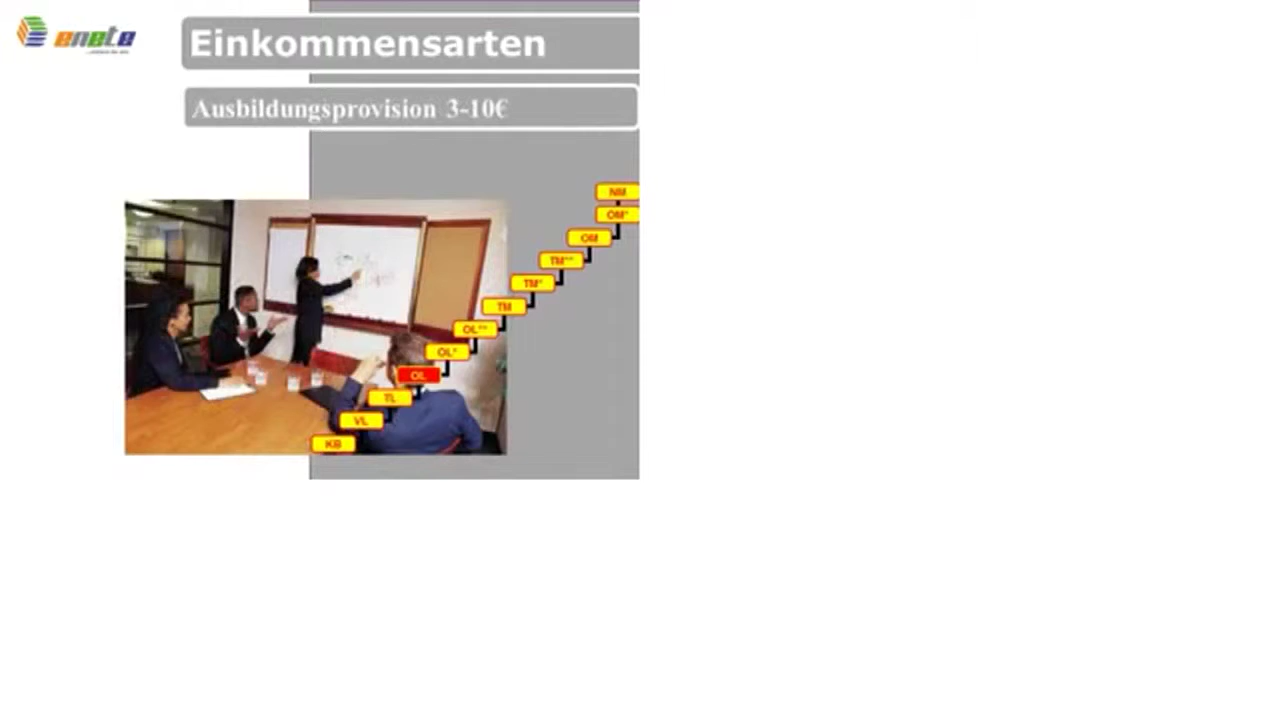 enete
Einkommensarten
Ausbildungsprovision 3-10€
NM
OM*
OM
TM**
TM*
TM
OL**
OL*
OL
TL
VL
KB